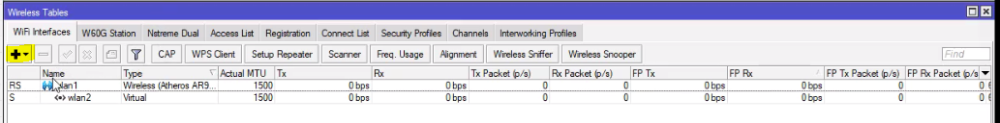 Wireless Tables
WiFi Interfaces W60G Station Nstreme Dual Access List Registration Connect List Security Profiles Channels Interworking Profiles
CAP WPS Client Setup Repeater Scanner Freq. Usage Alignment Wireless Sniffer Wireless Snooper Find
Name Type Actual MTU Tx Rx Tx Packet (p/s) Rx Packet (p/s) FP Tx FP Rx FP Tx Packet (p/s) FP Rx Packet (p/s)
RS wlan1 Wireless (Atheros AR9... 1500 0 bps 0 bps 0 0 0 bps 0 bps 0 0
S wlan2 Virtual 1500 0 bps 0 bps 0 0 0 bps 0 bps 0 0